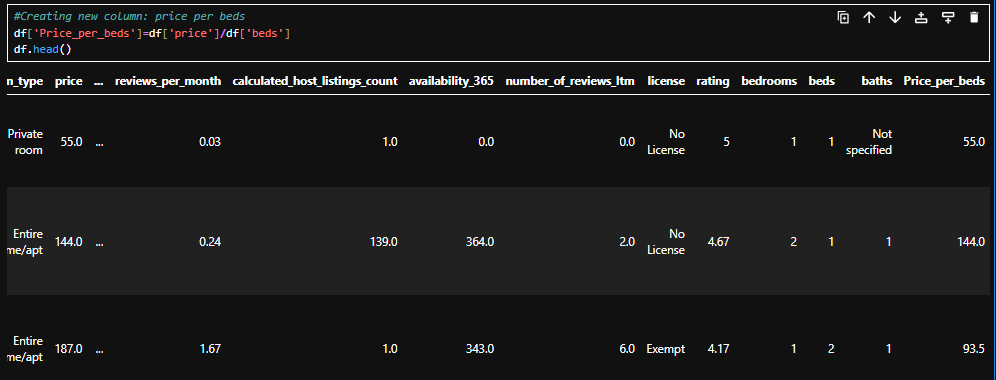 #Creating new column: price per beds
df['Price_per_beds']=df['price']/df['beds']
df.head()
n_type price ... reviews_per_month calculated_host_listings_count availability_365 number_of_reviews_ltm license rating bedrooms beds baths Price_per_beds
Private room 55.0 ... 0.03 1.0 0.0 0.0 No License 5 1 1 Not specified 55.0
Entire me/apt 144.0 ... 0.24 139.0 364.0 2.0 No License 4.67 2 1 1 144.0
Entire me/apt 187.0 ... 1.67 1.0 343.0 6.0 Exempt 4.17 1 2 1 93.5